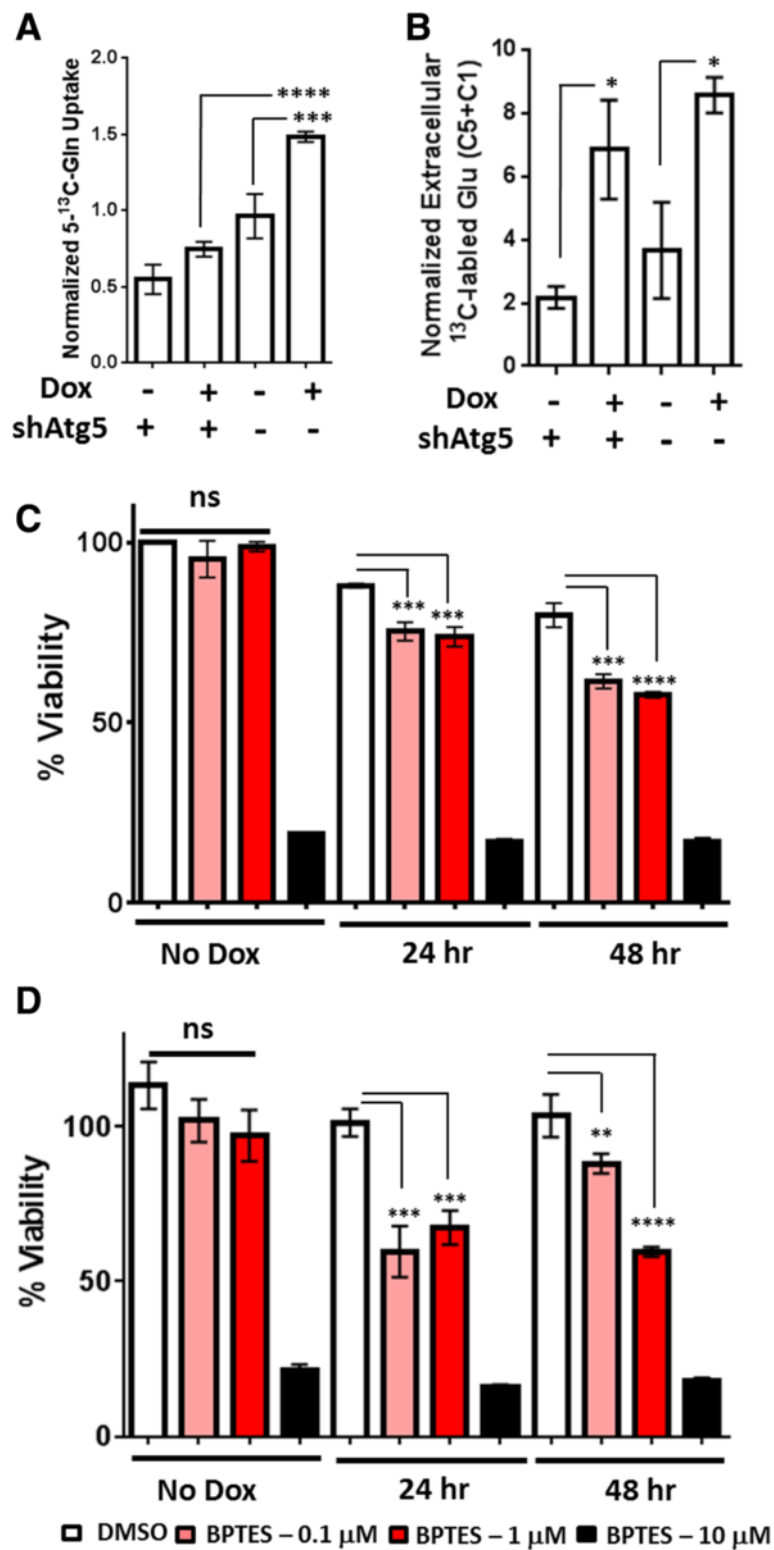 A
Normalized 5-¹³C-Gln Uptake
2.0
1.5
1.0
0.5
0.0
****
***
Dox - + - +
shAtg5 + + - -
B
Normalized Extracellular
¹³C-labled Glu (C5+C1)
10
8
6
4
2
0
* *
Dox - + - +
shAtg5 + + - -
C
% Viability
100
50
0
ns
*** ***
*** ****
No Dox 24 hr 48 hr
D
% Viability
100
50
0
ns
*** ***
** ****
No Dox 24 hr 48 hr
DMSO BPTES – 0.1 μM BPTES – 1 μM BPTES – 10 μM